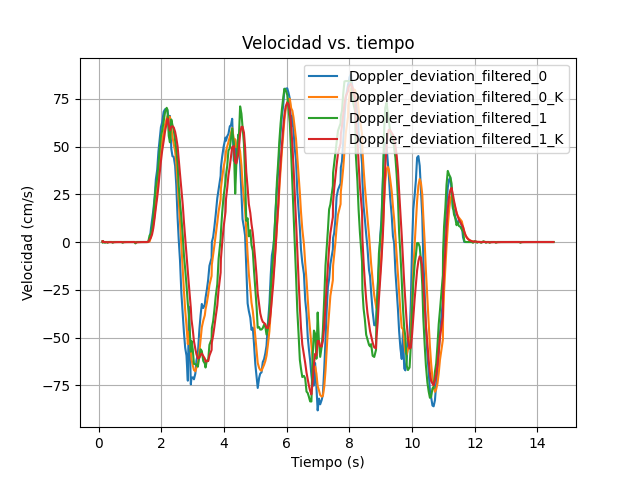 Velocidad vs. tiempo
Doppler_deviation_filtered_0
Doppler_deviation_filtered_0_K
Doppler_deviation_filtered_1
Doppler_deviation_filtered_1_K
Velocidad (cm/s)
75
50
25
0
−25
−50
−75
0 2 4 6 8 10 12 14
Tiempo (s)